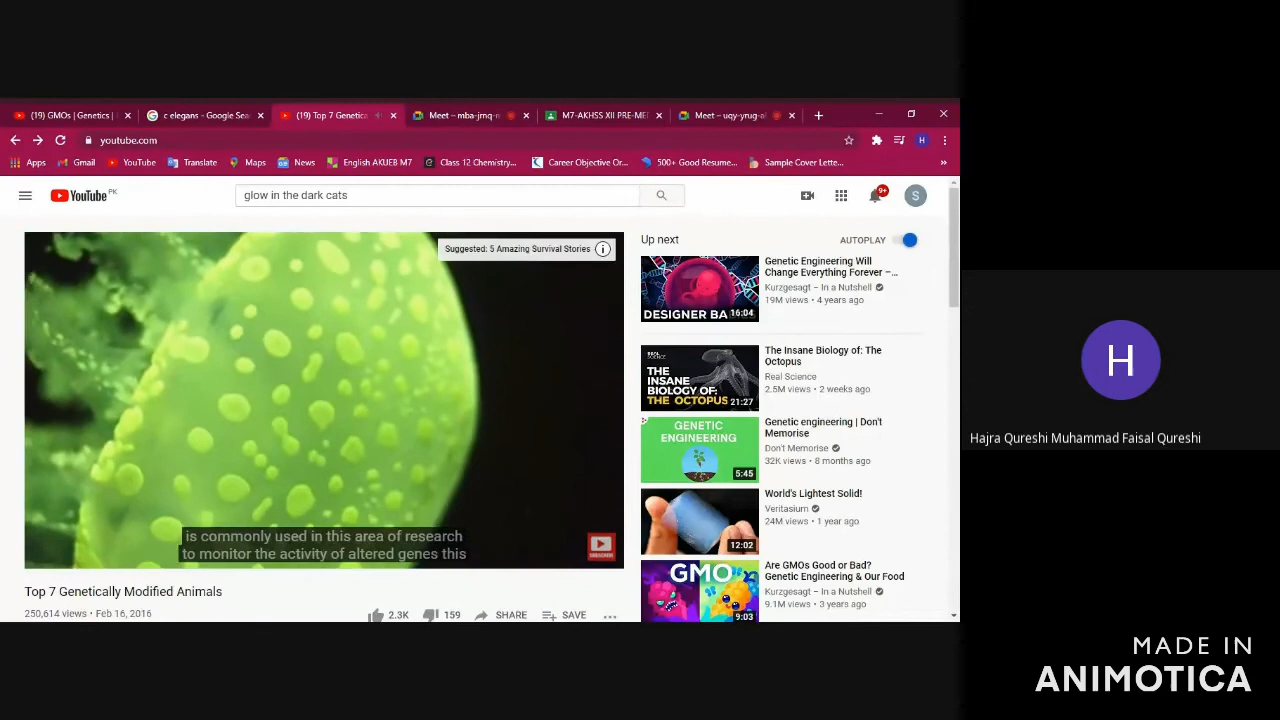 (19) GMOs | Genetics |
c elegans - Google Sea
(19) Top 7 Genetica
Meet – mba-jmq-n
M7-AKHSS XII PRE-MED
Meet – uqy-yrug-a
youtube.com
H
Apps
Gmail
YouTube
Translate
Maps
News
English AKUEB M7
Class 12 Chemistry...
Career Objective Or...
500+ Good Resume...
Sample Cover Lette...
»
YouTube PK
glow in the dark cats
9+
S
Suggested: 5 Amazing Survival Stories
is commonly used in this area of research
to monitor the activity of altered genes this
SUBSCRIBE
Top 7 Genetically Modified Animals
250,614 views • Feb 16, 2016
2.3K
159
SHARE
SAVE
Up next
AUTOPLAY
DESIGNER BA
16:04
Genetic Engineering Will
Change Everything Forever –...
Kurzgesagt – In a Nutshell
19M views • 4 years ago
REAL SCIENCE
THE
INSANE
BIOLOGY OF:
THE OCTOPUS
21:27
The Insane Biology of: The
Octopus
Real Science
2.5M views • 2 weeks ago
GENETIC
ENGINEERING
5:45
Genetic engineering | Don't
Memorise
Don't Memorise
32K views • 8 months ago
12:02
World's Lightest Solid!
Veritasium
24M views • 1 year ago
GMO
9:03
Are GMOs Good or Bad?
Genetic Engineering & Our Food
Kurzgesagt – In a Nutshell
9.1M views • 3 years ago
H
Hajra Qureshi Muhammad Faisal Qureshi
MADE IN
ANIMOTICA